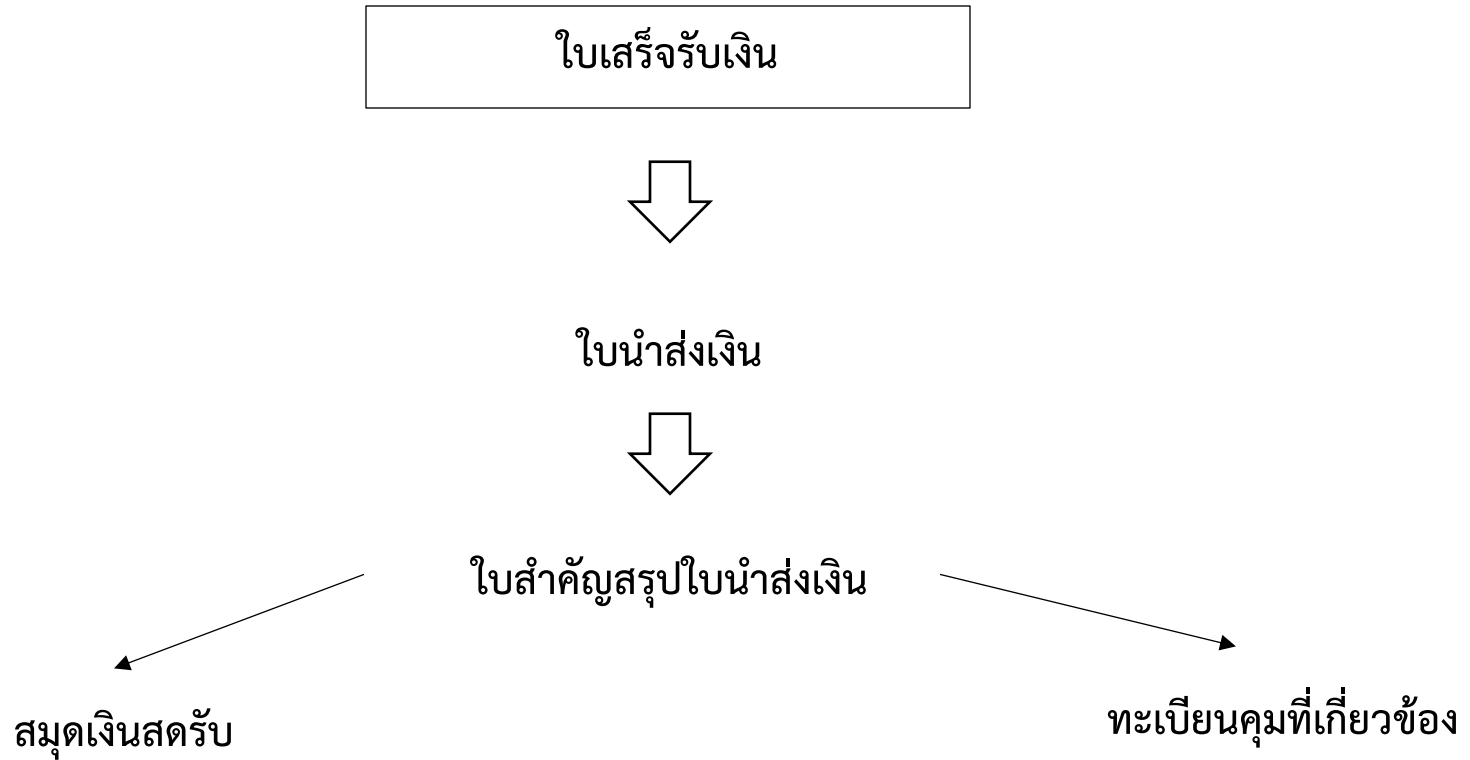 ใบเสร็จรับเงิน
ใบนำส่งเงิน
ใบสำคัญสรุปใบนำส่งเงิน
สมุดเงินสดรับ
ทะเบียนคุมที่เกี่ยวข้อง